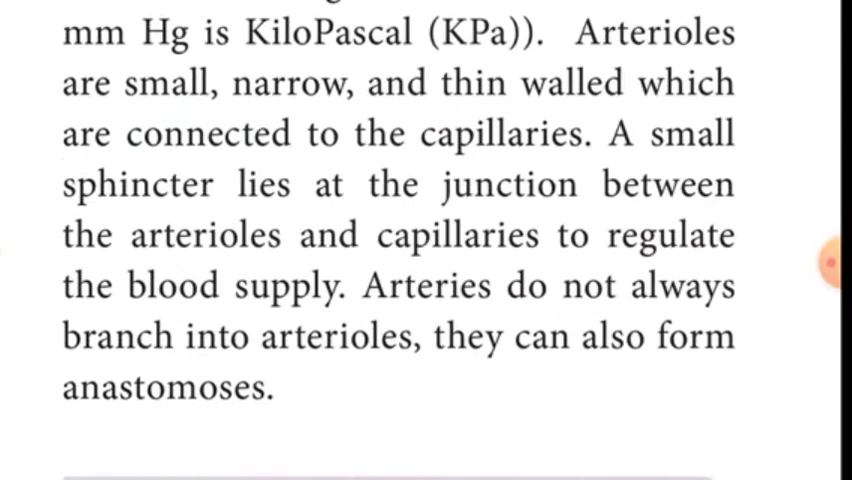 mm Hg is KiloPascal (KPa)). Arterioles
are small, narrow, and thin walled which
are connected to the capillaries. A small
sphincter lies at the junction between
the arterioles and capillaries to regulate
the blood supply. Arteries do not always
branch into arterioles, they can also form
anastomoses.